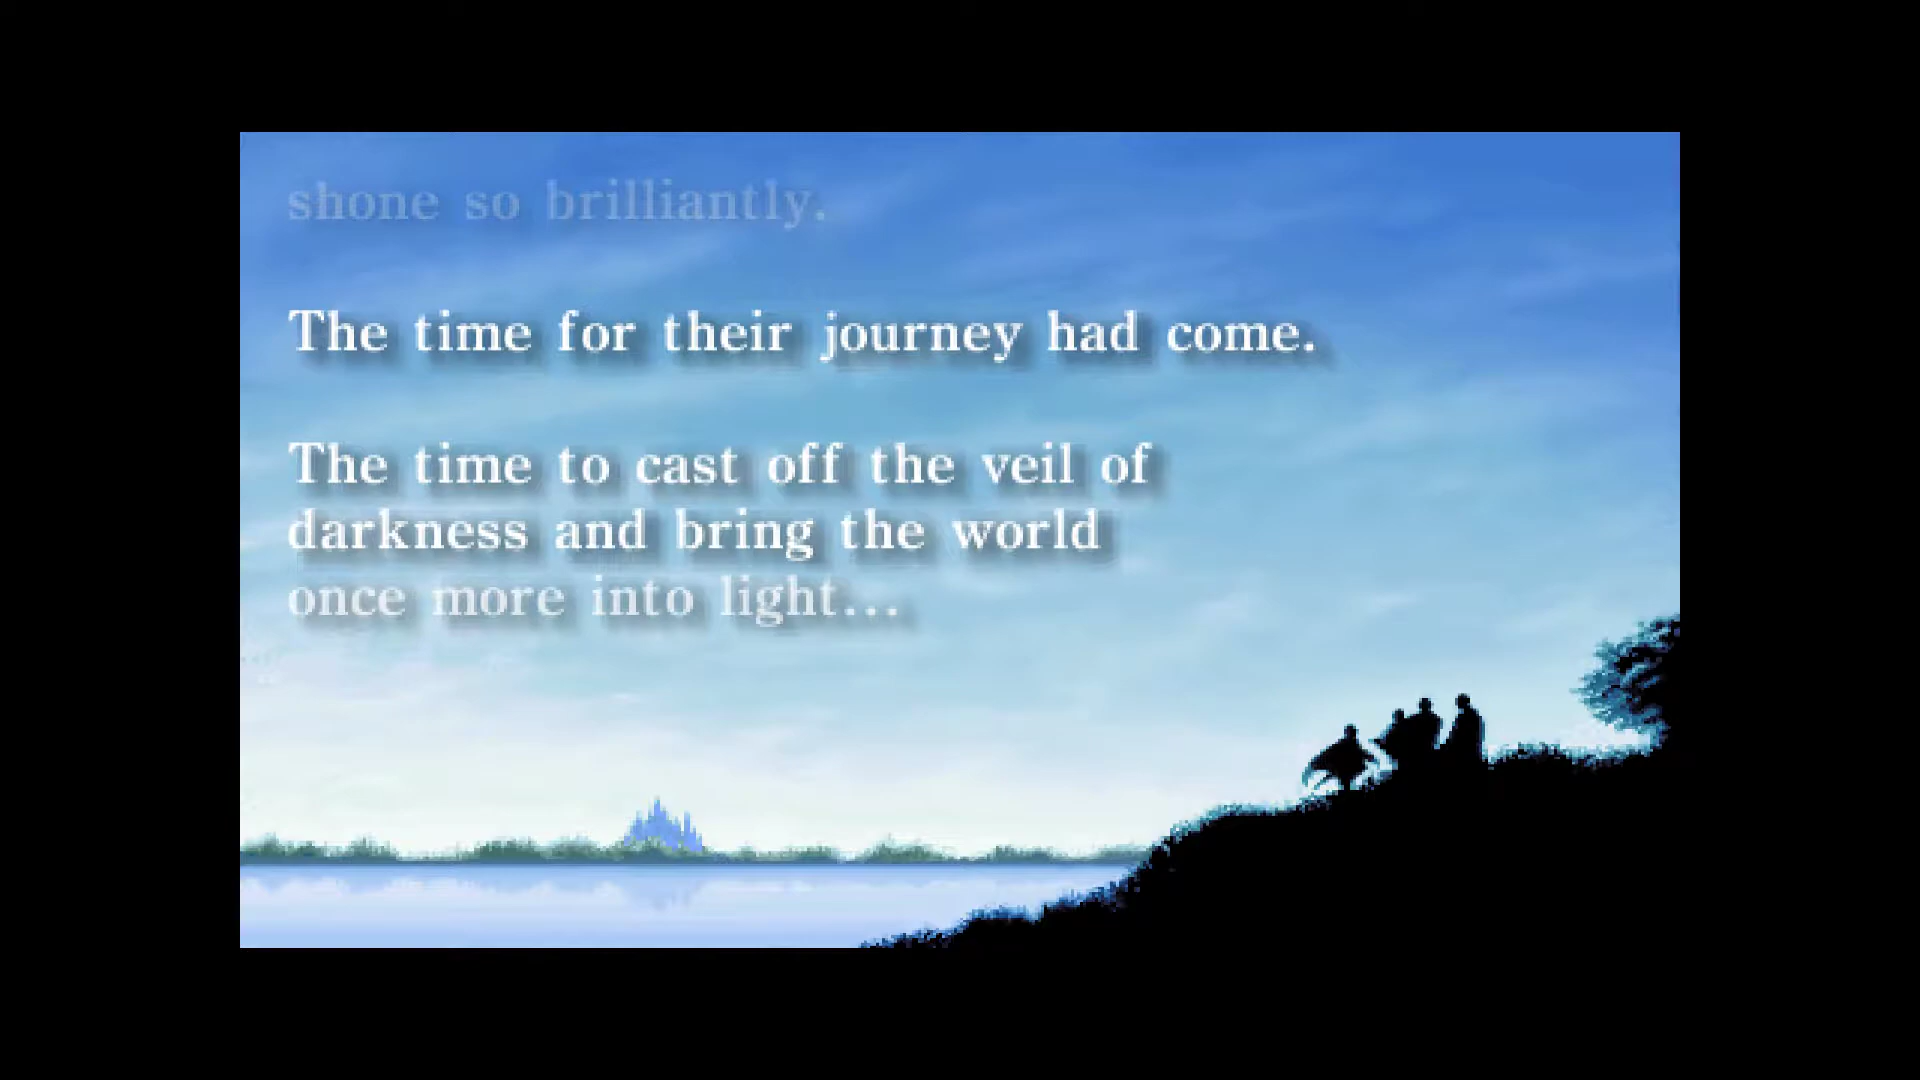 shone so brilliantly.
The time for their journey had come.
The time to cast off the veil of
darkness and bring the world
once more into light...